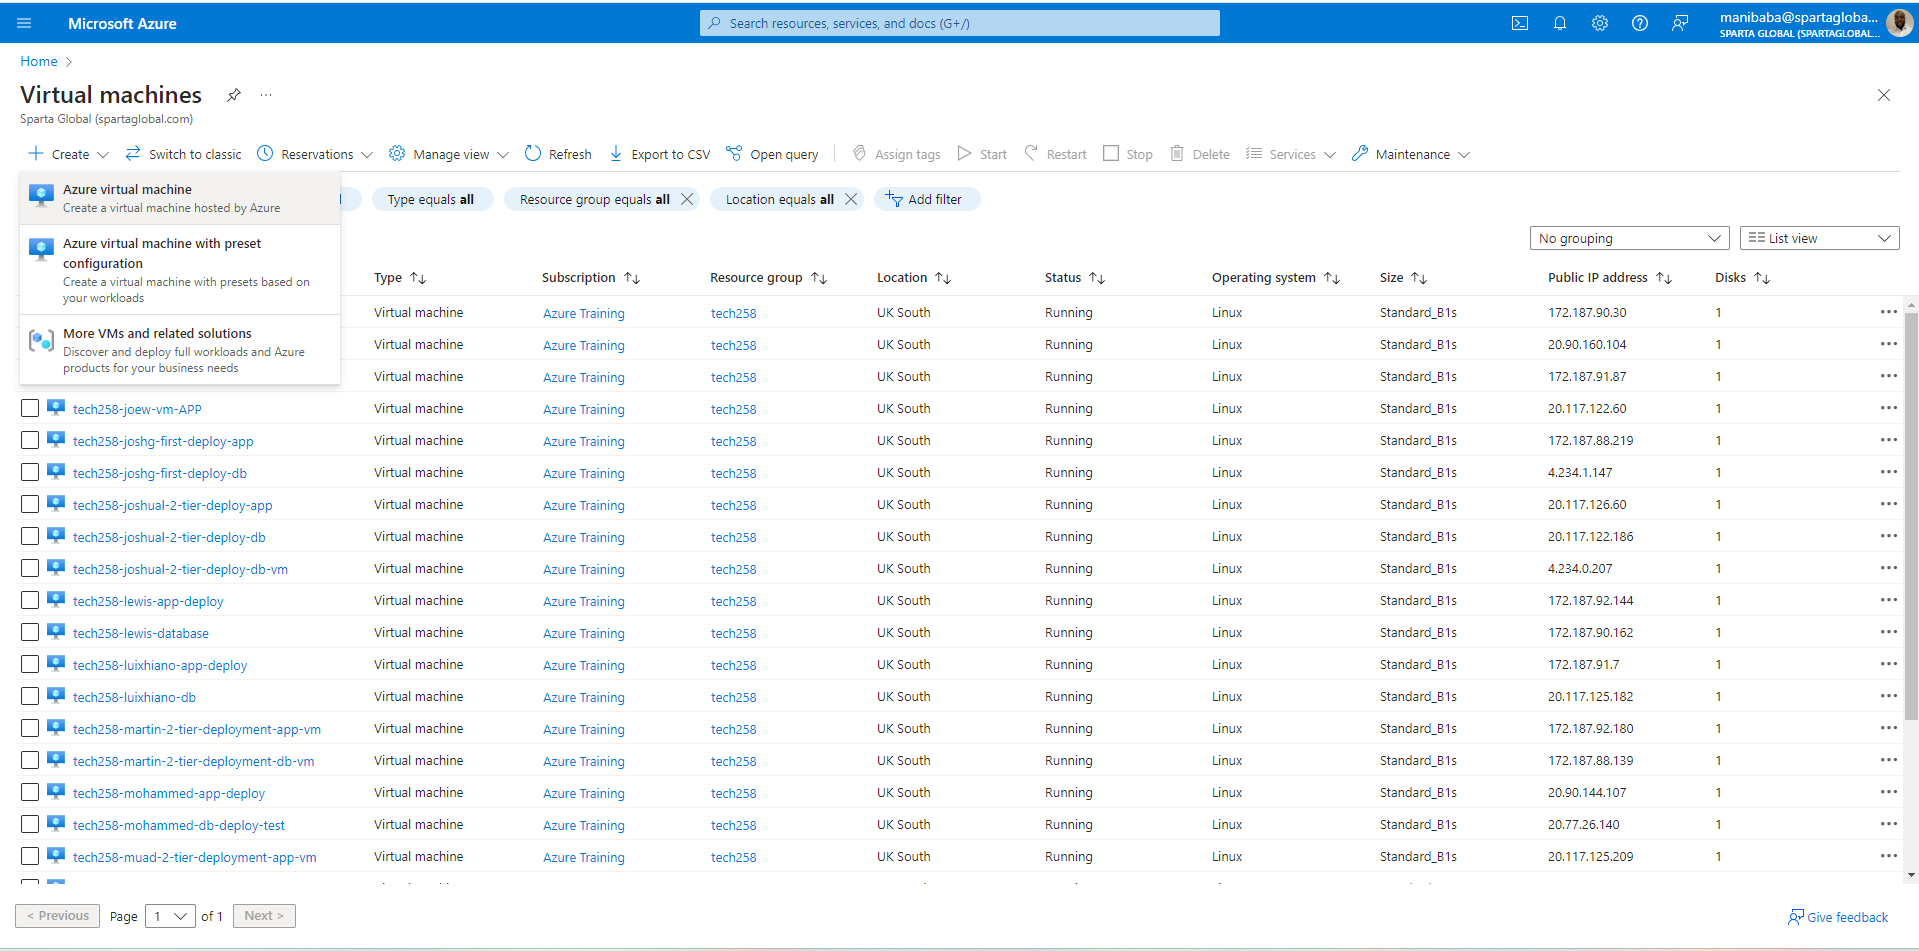 Microsoft Azure
Search resources, services, and docs (G+/)
manibaba@spartagloba...
SPARTA GLOBAL (SPARTAGLOBAL....
Home
Virtual machines
Sparta Global (spartaglobal.com)
Create Switch to classic Reservations Manage view Refresh Export to CSV Open query Assign tags Start Restart Stop Delete Services Maintenance
Azure virtual machine
Create a virtual machine hosted by Azure
Azure virtual machine with preset
configuration
Create a virtual machine with presets based on
your workloads
More VMs and related solutions
Discover and deploy full workloads and Azure
products for your business needs
Type equals all Resource group equals all Location equals all Add filter
No grouping List view
Type Subscription Resource group Location Status Operating system Size Public IP address Disks
Virtual machine Azure Training tech258 UK South Running Linux Standard_B1s 172.187.90.30 1
Virtual machine Azure Training tech258 UK South Running Linux Standard_B1s 20.90.160.104 1
Virtual machine Azure Training tech258 UK South Running Linux Standard_B1s 172.187.91.87 1
tech258-joew-vm-APP Virtual machine Azure Training tech258 UK South Running Linux Standard_B1s 20.117.122.60 1
tech258-joshg-first-deploy-app Virtual machine Azure Training tech258 UK South Running Linux Standard_B1s 172.187.88.219 1
tech258-joshg-first-deploy-db Virtual machine Azure Training tech258 UK South Running Linux Standard_B1s 4.234.1.147 1
tech258-joshual-2-tier-deploy-app Virtual machine Azure Training tech258 UK South Running Linux Standard_B1s 20.117.126.60 1
tech258-joshual-2-tier-deploy-db Virtual machine Azure Training tech258 UK South Running Linux Standard_B1s 20.117.122.186 1
tech258-joshual-2-tier-deploy-db-vm Virtual machine Azure Training tech258 UK South Running Linux Standard_B1s 4.234.0.207 1
tech258-lewis-app-deploy Virtual machine Azure Training tech258 UK South Running Linux Standard_B1s 172.187.92.144 1
tech258-lewis-database Virtual machine Azure Training tech258 UK South Running Linux Standard_B1s 172.187.90.162 1
tech258-luixhiano-app-deploy Virtual machine Azure Training tech258 UK South Running Linux Standard_B1s 172.187.91.7 1
tech258-luixhiano-db Virtual machine Azure Training tech258 UK South Running Linux Standard_B1s 20.117.125.182 1
tech258-martin-2-tier-deployment-app-vm Virtual machine Azure Training tech258 UK South Running Linux Standard_B1s 172.187.92.180 1
tech258-martin-2-tier-deployment-db-vm Virtual machine Azure Training tech258 UK South Running Linux Standard_B1s 172.187.88.139 1
tech258-mohammed-app-deploy Virtual machine Azure Training tech258 UK South Running Linux Standard_B1s 20.90.144.107 1
tech258-mohammed-db-deploy-test Virtual machine Azure Training tech258 UK South Running Linux Standard_B1s 20.77.26.140 1
tech258-muad-2-tier-deployment-app-vm Virtual machine Azure Training tech258 UK South Running Linux Standard_B1s 20.117.125.209 1
< Previous Page 1 of 1 Next >
Give feedback